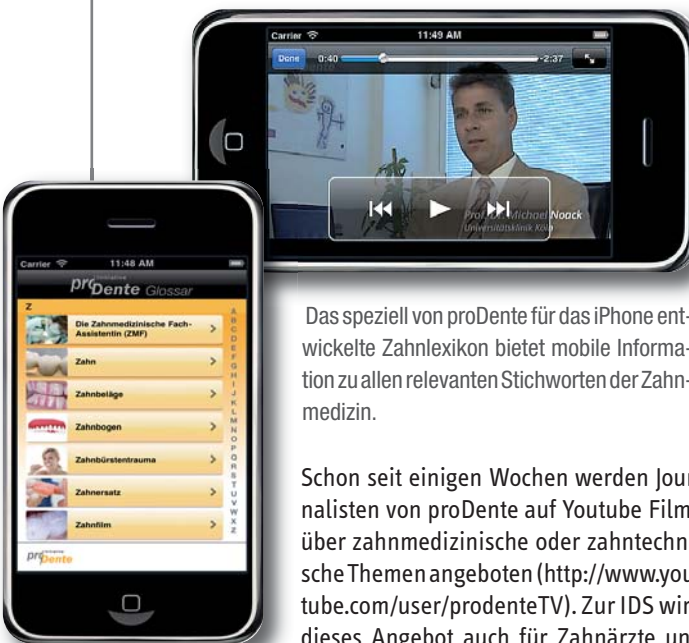 Carrier 11:49 AM
Done 0:40 -2:37
Prof. Dr. Michael Noack
Universitätsklinik Köln
Carrier 11:48 AM
initiative
proDente Glossar
Z
Die Zahnmedizinische Fach-
Assistentin (ZMF)
Zahn
Zahnbeläge
Zahnbogen
Zahnbürstentrauma
Zahnersatz
Zahnfilm
A
B
C
D
E
F
G
H
I
J
K
L
M
N
O
P
Q
R
S
T
U
V
W
X
Z
initiative
proDente
Das speziell von proDente für das iPhone ent-
wickelte Zahnlexikon bietet mobile Informa-
tion zu allen relevanten Stichworten der Zahn-
medizin.
Schon seit einigen Wochen werden Jour
nalisten von proDente auf Youtube Film
über zahnmedizinische oder zahntechn
sche Themen angeboten (http://www.you
tube.com/user/prodenteTV). Zur IDS wir
dieses Angebot auch für Zahnärzte un